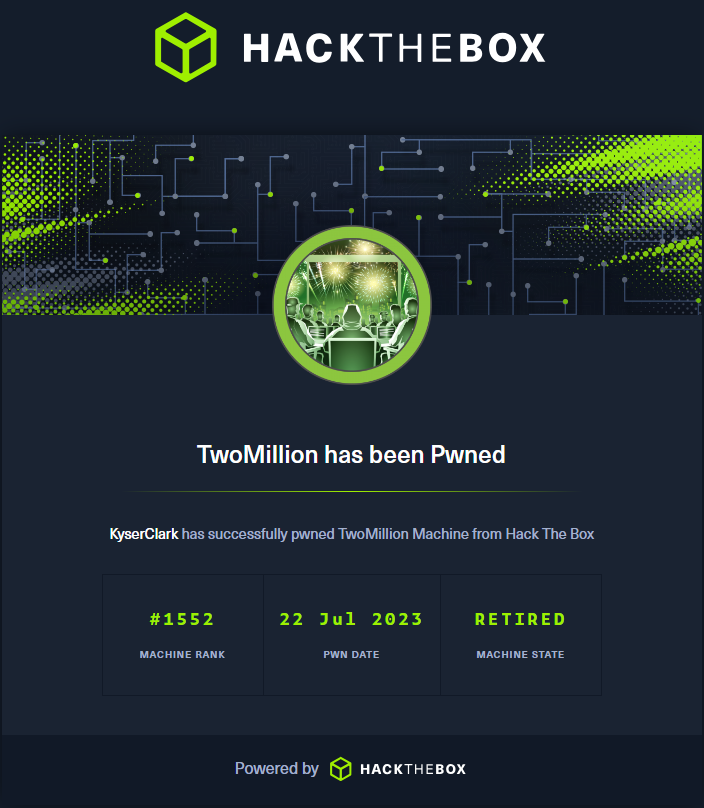 HACKTHEBOX
TwoMillion has been Pwned
KyserClark has successfully pwned TwoMillion Machine from Hack The Box
#1552 22 Jul 2023 RETIRED
MACHINE RANK PWN DATE MACHINE STATE
Powered by HACKTHEBOX